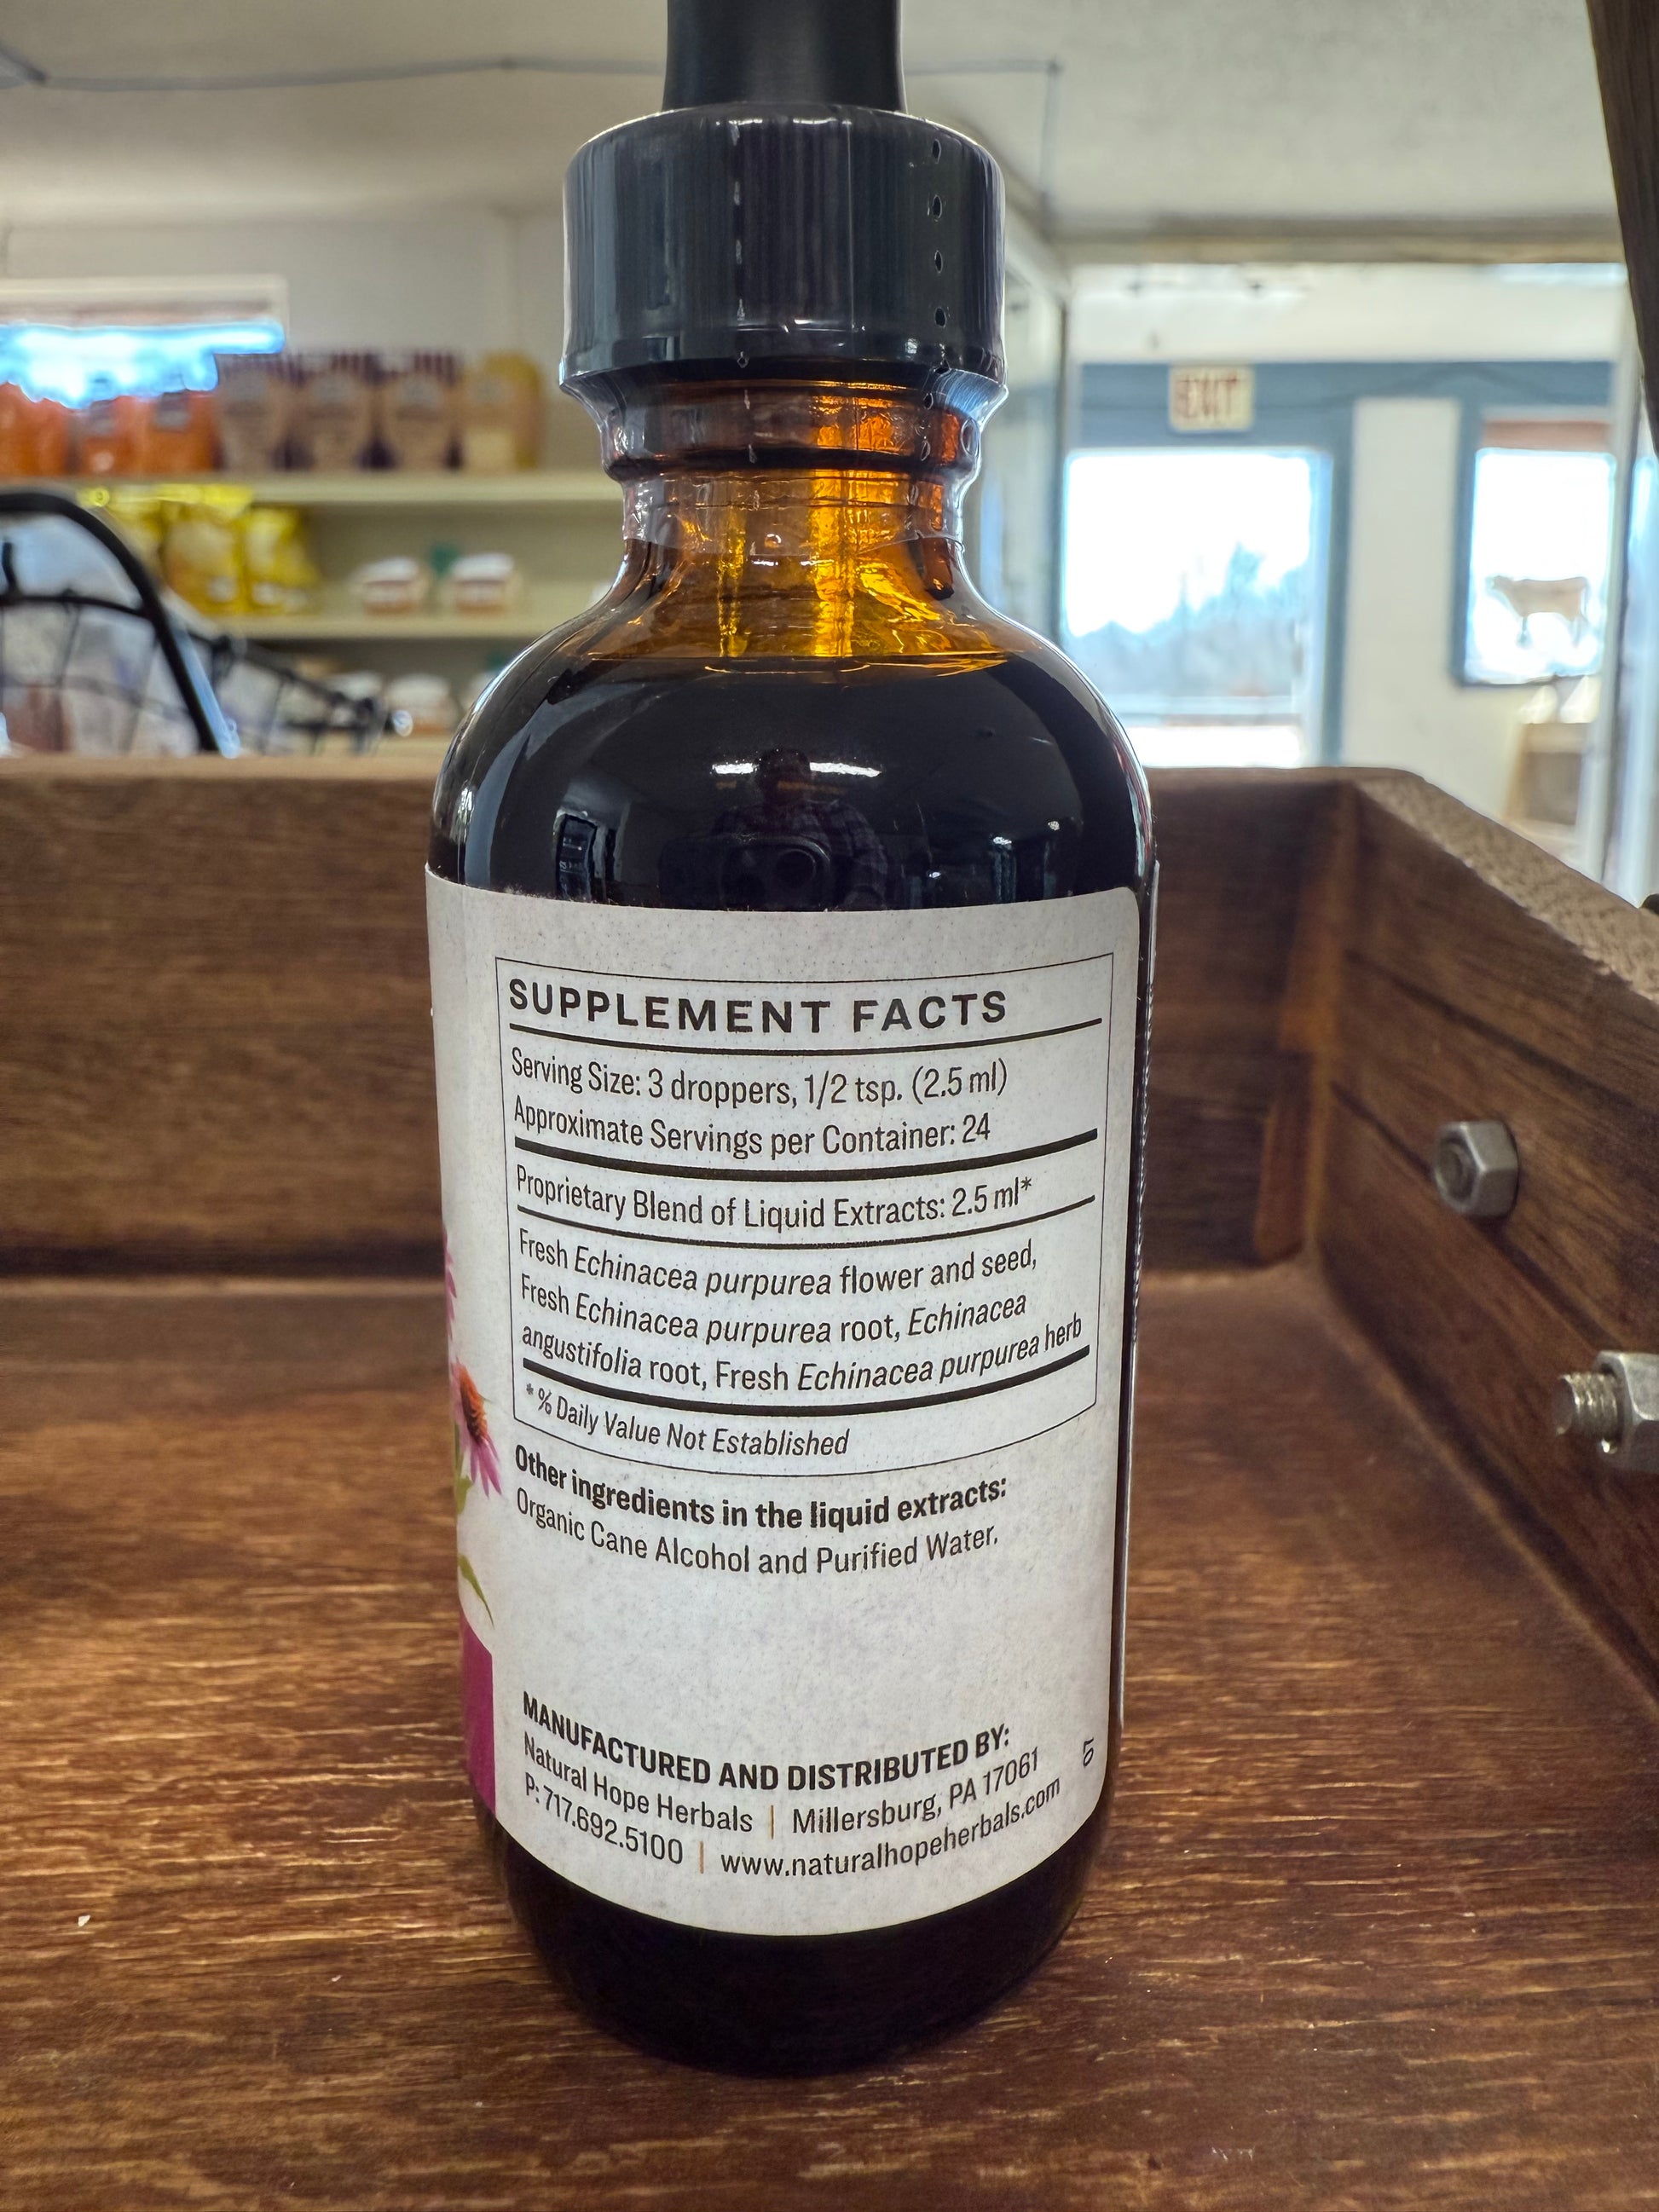 EXIT
SUPPLEMENT FACTS
Serving Size: 3 droppers, 1/2 tsp. (2.5 ml)
Approximate Servings per Container: 24
Proprietary Blend of Liquid Extracts: 2.5 ml*
Fresh Echinacea purpurea flower and seed,
Fresh Echinacea purpurea root, Echinacea
angustifolia root, Fresh Echinacea purpurea herb
* % Daily Value Not Established
Other ingredients in the liquid extracts:
Organic Cane Alcohol and Purified Water.
MANUFACTURED AND DISTRIBUTED BY:
Natural Hope Herbals | Millersburg, PA 17061
P: 717.692.5100 | www.naturalhopeherbals.com
5